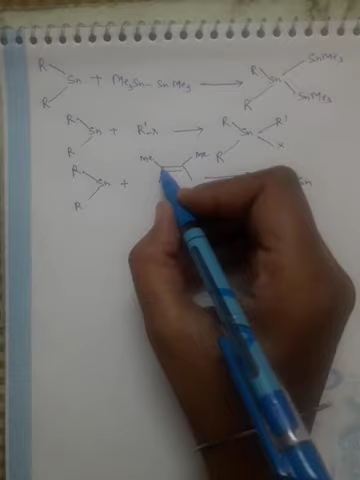 R SnMe3
R Sn + Me3Sn-SnMe3 → R Sn SnMe3 R
R Sn R + R'-X → R Sn R R' X
R Sn R + me me Sn